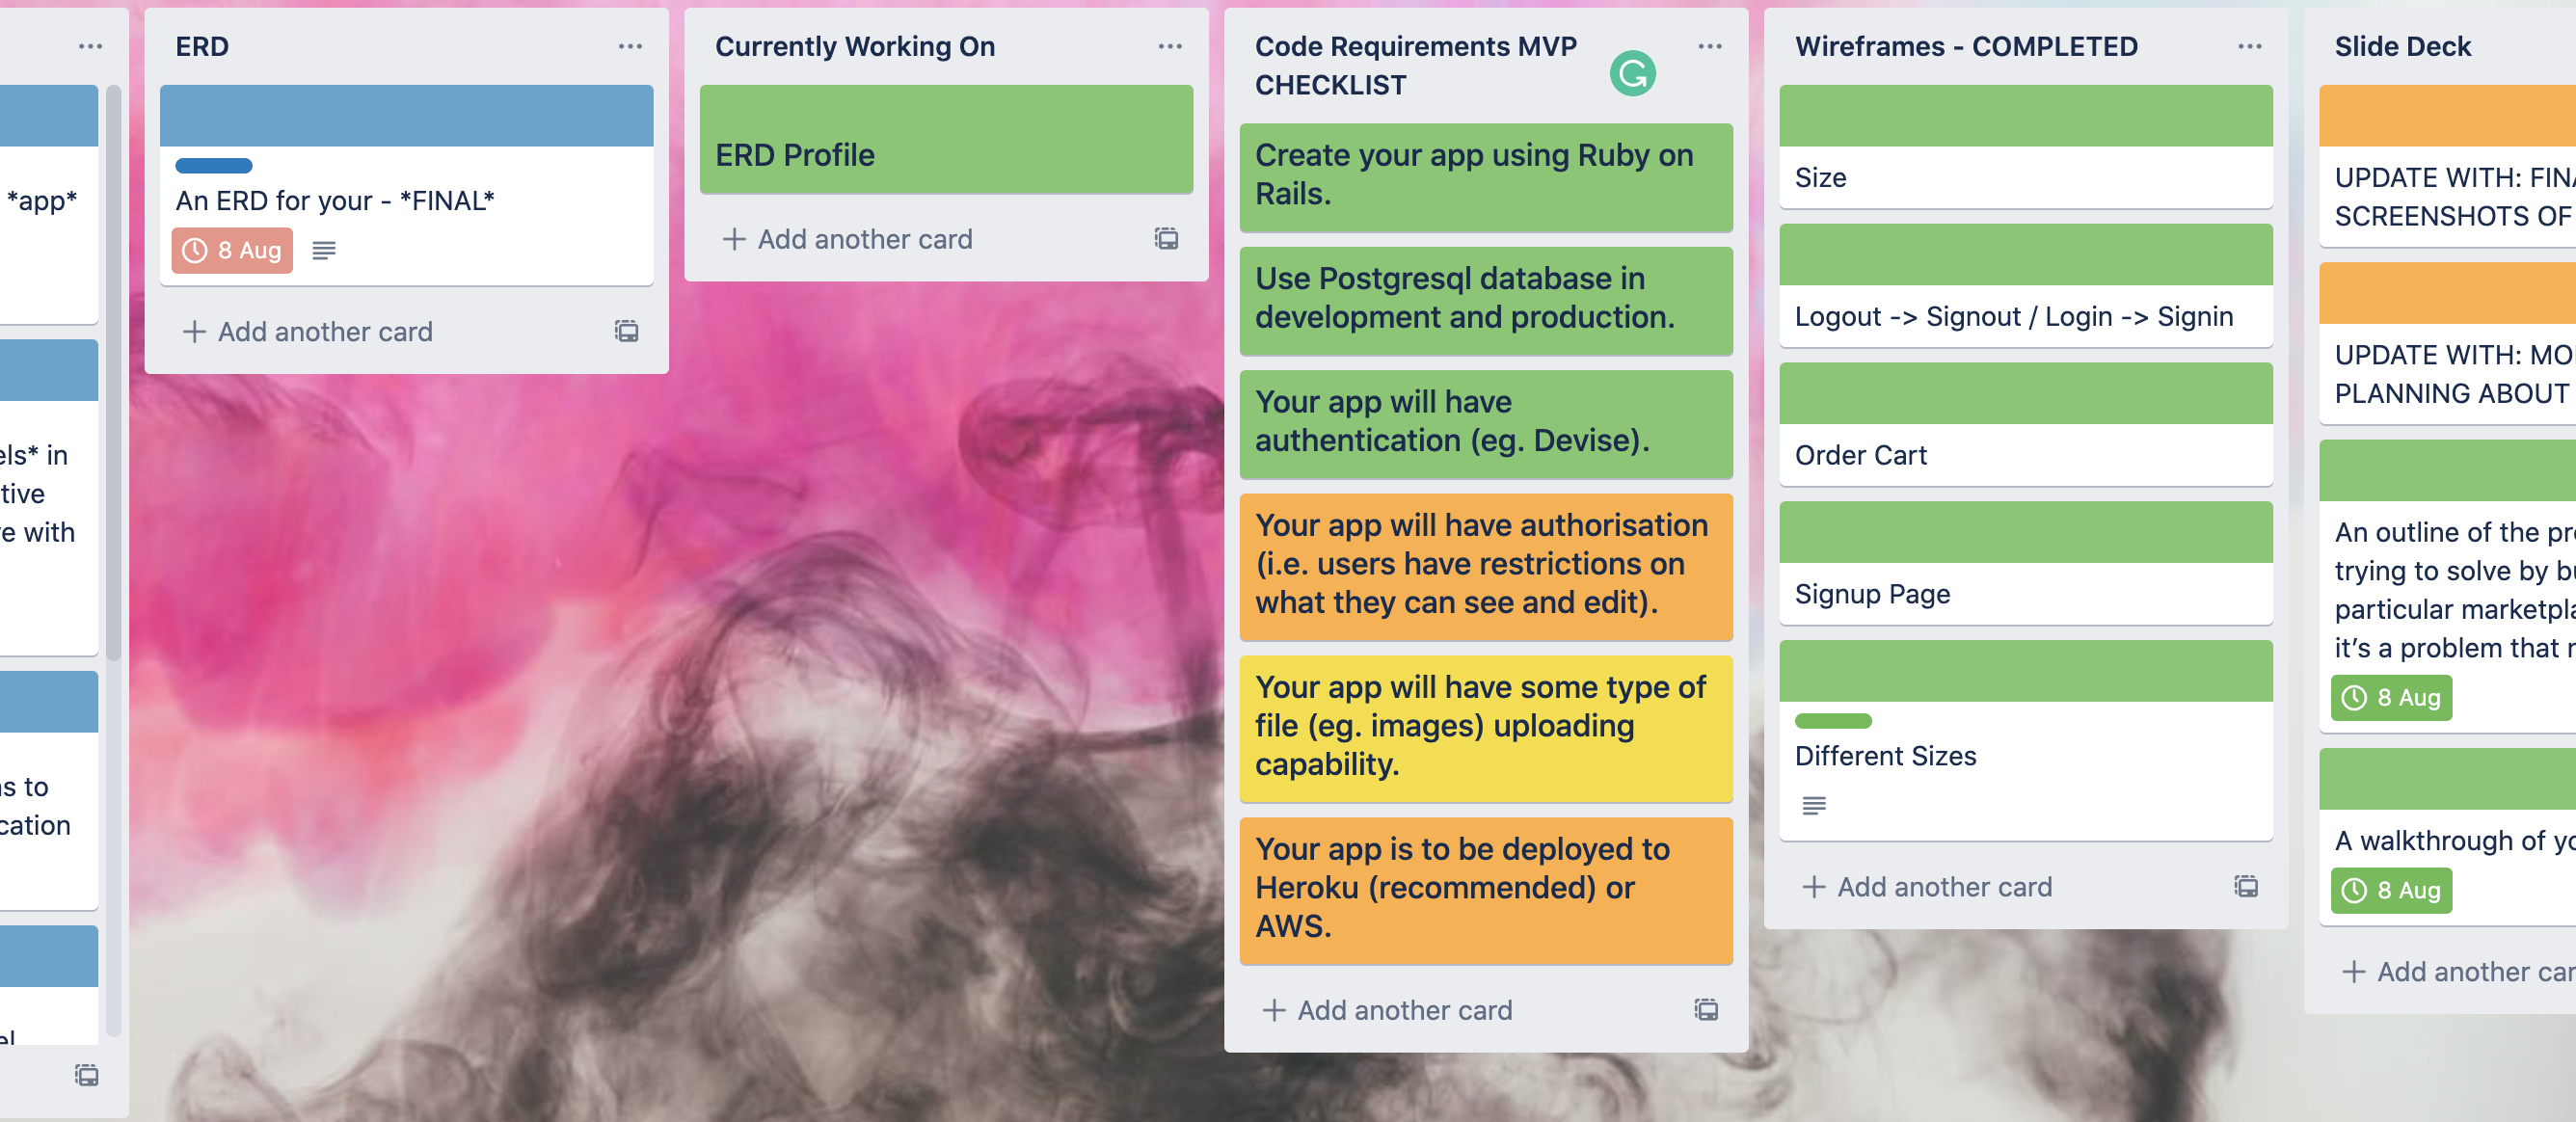 *app*
els* in
tive
e with
s to
cation
el
ERD
An ERD for your - *FINAL*
8 Aug
+ Add another card
Currently Working On
ERD Profile
+ Add another card
Code Requirements MVP
CHECKLIST
Create your app using Ruby on
Rails.
Use Postgresql database in
development and production.
Your app will have
authentication (eg. Devise).
Your app will have authorisation
(i.e. users have restrictions on
what they can see and edit).
Your app will have some type of
file (eg. images) uploading
capability.
Your app is to be deployed to
Heroku (recommended) or
AWS.
+ Add another card
Wireframes - COMPLETED
Size
Logout -> Signout / Login -> Signin
Order Cart
Signup Page
Different Sizes
+ Add another card
Slide Deck
UPDATE WITH: FINA
SCREENSHOTS OF
UPDATE WITH: MO
PLANNING ABOUT
An outline of the pr
trying to solve by bu
particular marketpla
it's a problem that
8 Aug
A walkthrough of yo
8 Aug
+ Add another car